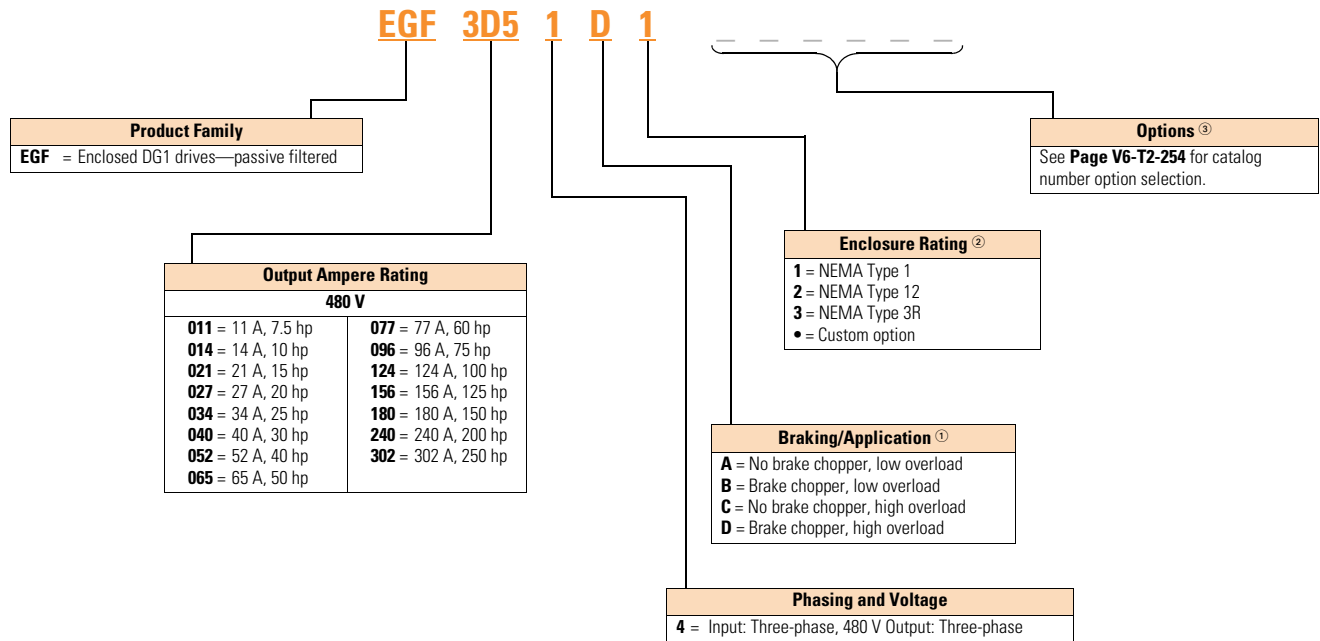 EGF 3D5 1 D 1 _ _ _ _ _ _
Product Family
EGF = Enclosed DG1 drives—passive filtered
Options ③
See Page V6-T2-254 for catalog
number option selection.
Enclosure Rating ②
1 = NEMA Type 1
2 = NEMA Type 12
3 = NEMA Type 3R
• = Custom option
Output Ampere Rating
480 V
011 = 11 A, 7.5 hp
014 = 14 A, 10 hp
021 = 21 A, 15 hp
027 = 27 A, 20 hp
034 = 34 A, 25 hp
040 = 40 A, 30 hp
052 = 52 A, 40 hp
065 = 65 A, 50 hp
077 = 77 A, 60 hp
096 = 96 A, 75 hp
124 = 124 A, 100 hp
156 = 156 A, 125 hp
180 = 180 A, 150 hp
240 = 240 A, 200 hp
302 = 302 A, 250 hp
Braking/Application ①
A = No brake chopper, low overload
B = Brake chopper, low overload
C = No brake chopper, high overload
D = Brake chopper, high overload
Phasing and Voltage
4 = Input: Three-phase, 480 V Output: Three-phase